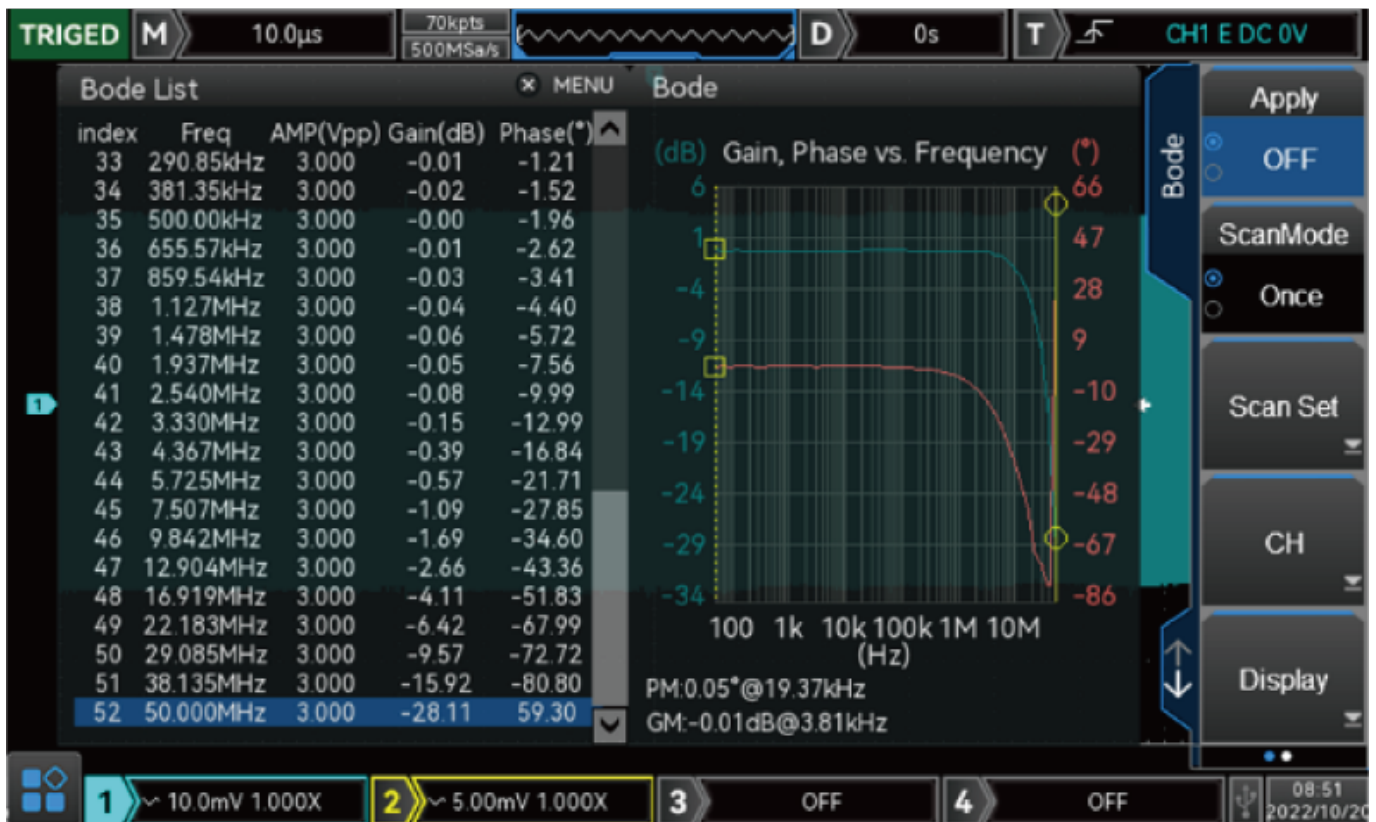 TRIGED M 10.0µs 70kpts 500MSa/s D 0s T CH1 E DC 0V
Bode List MENU
index Freq AMP(Vpp) Gain(dB) Phase(°)
33 290.85kHz 3.000 -0.01 -1.21
34 381.35kHz 3.000 -0.02 -1.52
35 500.00kHz 3.000 -0.00 -1.96
36 655.57kHz 3.000 -0.01 -2.62
37 859.54kHz 3.000 -0.03 -3.41
38 1.127MHz 3.000 -0.04 -4.40
39 1.478MHz 3.000 -0.06 -5.72
40 1.937MHz 3.000 -0.05 -7.56
41 2.540MHz 3.000 -0.08 -9.99
42 3.330MHz 3.000 -0.15 -12.99
43 4.367MHz 3.000 -0.39 -16.84
44 5.725MHz 3.000 -0.57 -21.71
45 7.507MHz 3.000 -1.09 -27.85
46 9.842MHz 3.000 -1.69 -34.60
47 12.904MHz 3.000 -2.66 -43.36
48 16.919MHz 3.000 -4.11 -51.83
49 22.183MHz 3.000 -6.42 -67.99
50 29.085MHz 3.000 -9.57 -72.72
51 38.135MHz 3.000 -15.92 -80.80
52 50.000MHz 3.000 -28.11 59.30
1
Bode
(dB) Gain, Phase vs. Frequency (°)
6 66
1 47
-4 28
-9 9
-14 -10
-19 -29
-24 -48
-29 -67
-34 -86
100 1k 10k 100k 1M 10M
(Hz)
PM:0.05°@19.37kHz
GM:-0.01dB@3.81kHz
Bode
Apply
OFF
ScanMode
Once
Scan Set
CH
Display
1 10.0mV 1.000X 2 5.00mV 1.000X 3 OFF 4 OFF
08:51
2022/10/20